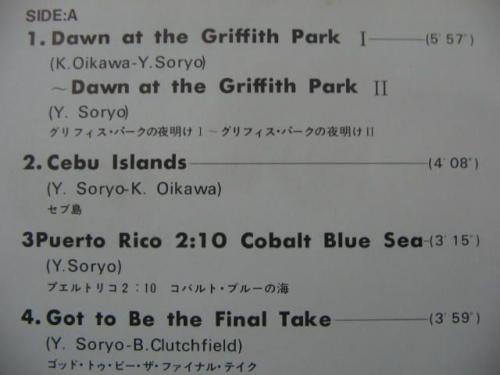 SIDE:A
1. Dawn at the Griffith Park I (5′57″)
(K.Oikawa-Y.Soryo)
~Dawn at the Griffith Park II
(Y. Soryo)
グリフィス・パークの夜明け I ~グリフィス・パークの夜明け II
2. Cebu Islands (4′08″)
(Y. Soryo-K. Oikawa)
セブ島
3Puerto Rico 2:10 Cobalt Blue Sea (3′15″)
(Y.Soryo)
プエルトリコ2:10 コバルト・ブルーの海
4. Got to Be the Final Take (3′59″)
(Y. Soryo-B.Clutchfield)
ゴッド・トゥ・ビー・ザ・ファイナル・テイク